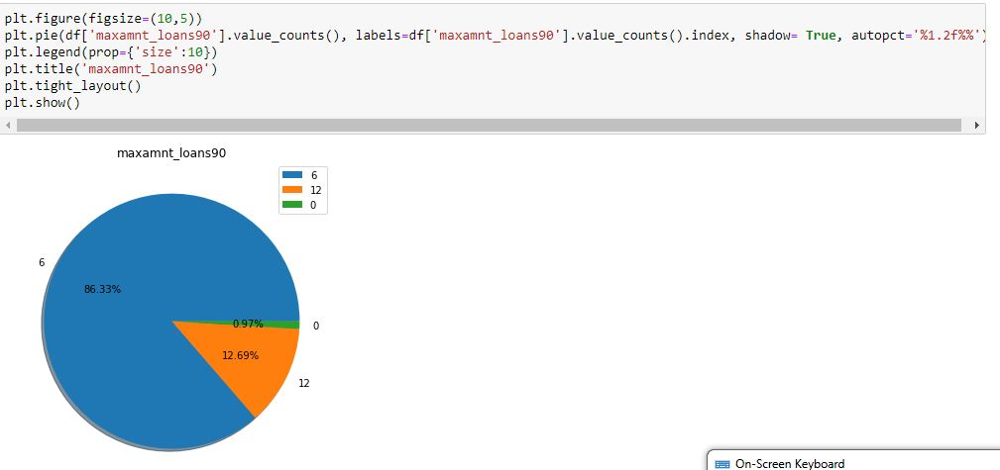 plt.figure(figsize=(10,5))
plt.pie(df['maxamnt_loans90'].value_counts(), labels=df['maxamnt_loans90'].value_counts().index, shadow= True, autopct='%1.2f%%')
plt.legend(prop={'size':10})
plt.title('maxamnt_loans90')
plt.tight_layout()
plt.show()
maxamnt_loans90
6
12
0
6
86.33%
0.97%
0
12.69%
12
On-Screen Keyboard